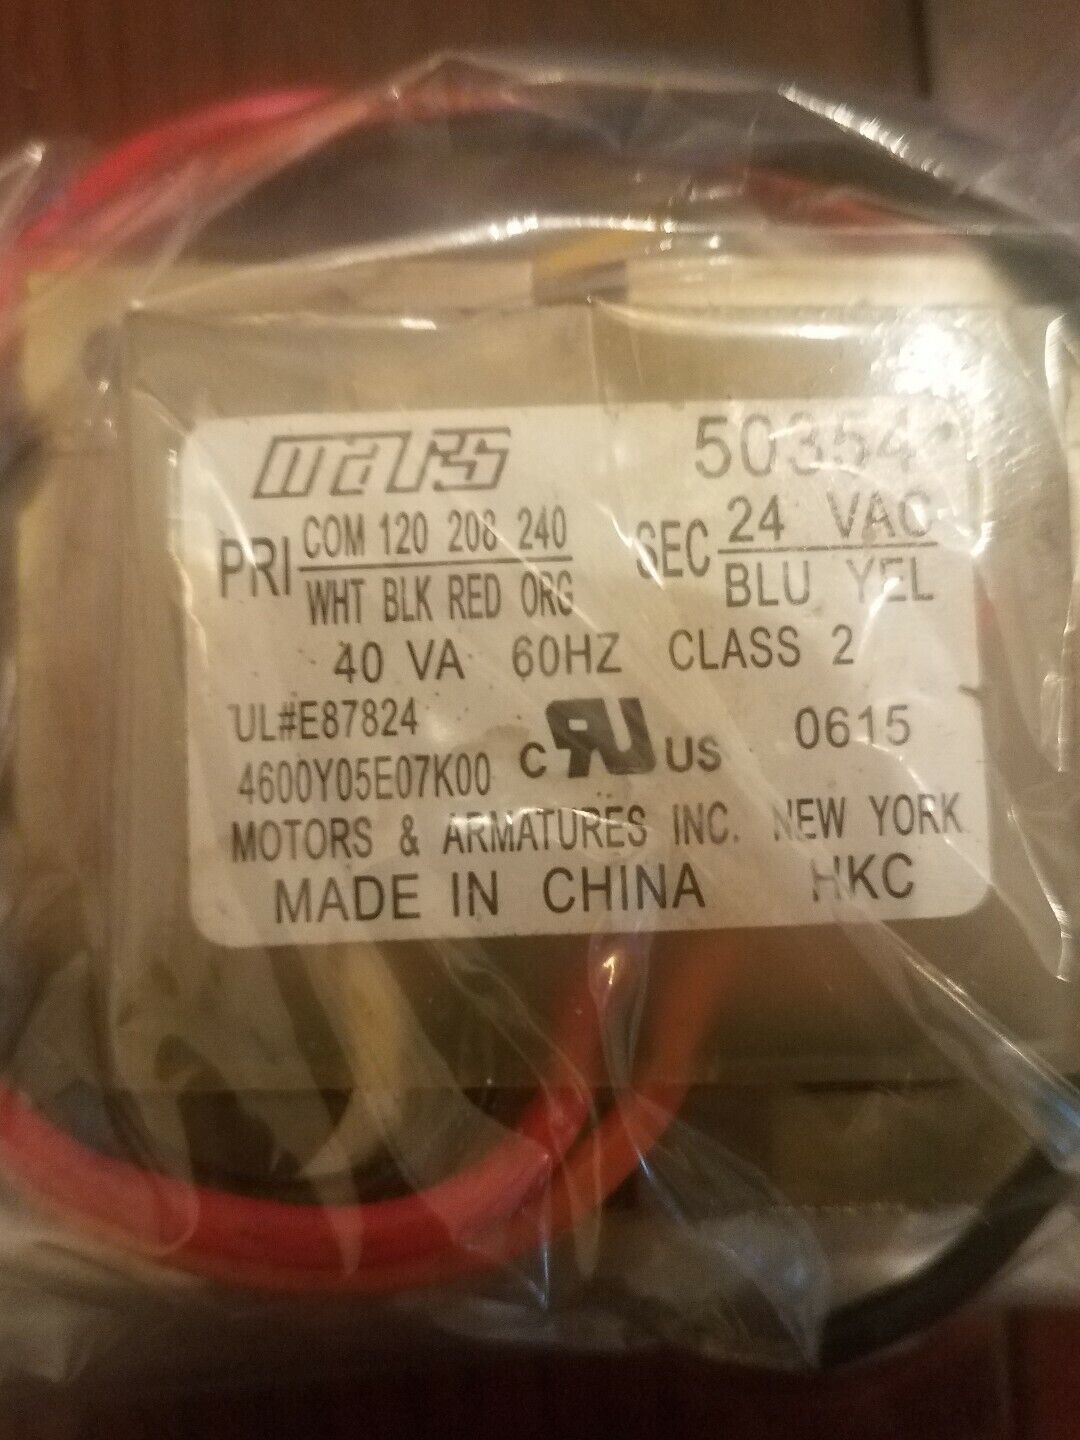 mars 50354
PRI COM 120 208 240 SEC 24 VAC
WHT BLK RED ORG BLU YEL
40 VA 60HZ CLASS 2
UL#E87824 0615
4600Y05E07K00 C RU US
MOTORS & ARMATURES INC. NEW YORK
MADE IN CHINA HKC